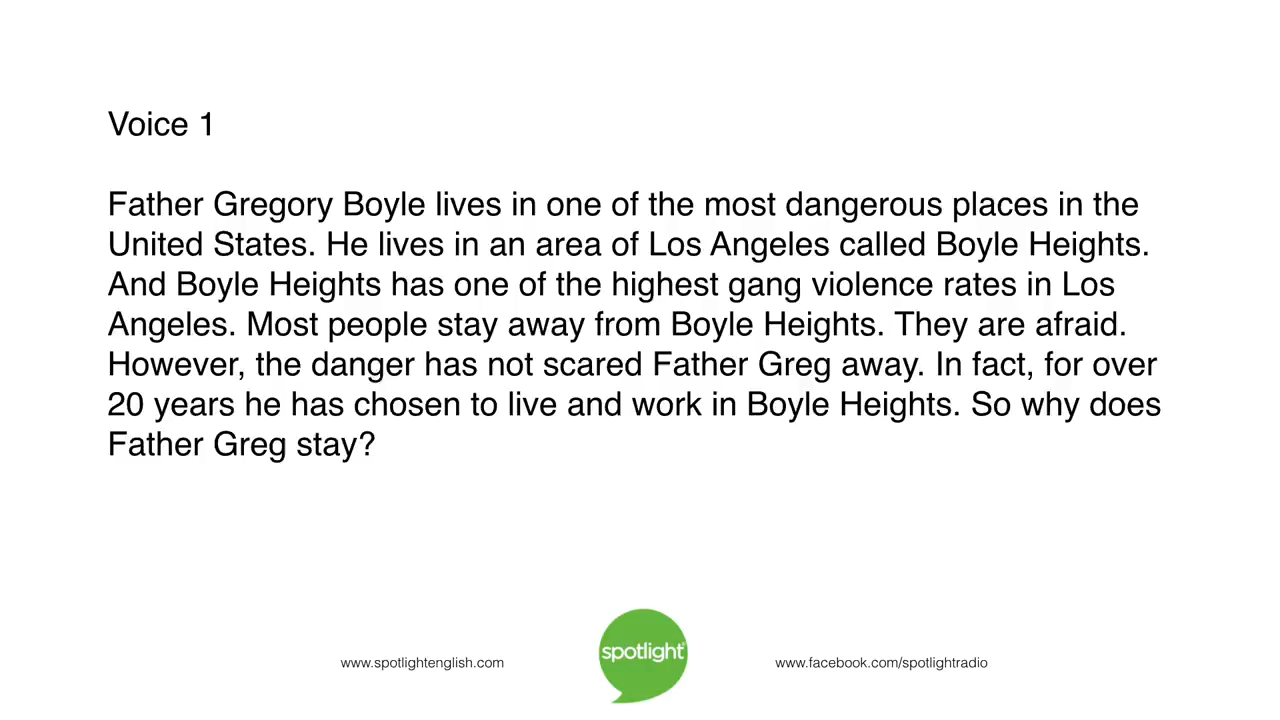 Voice 1
Father Gregory Boyle lives in one of the most dangerous places in the
United States. He lives in an area of Los Angeles called Boyle Heights.
And Boyle Heights has one of the highest gang violence rates in Los
Angeles. Most people stay away from Boyle Heights. They are afraid.
However, the danger has not scared Father Greg away. In fact, for over
20 years he has chosen to live and work in Boyle Heights. So why does
Father Greg stay?
www.spotlightenglish.com
spotlight®
www.facebook.com/spotlightradio